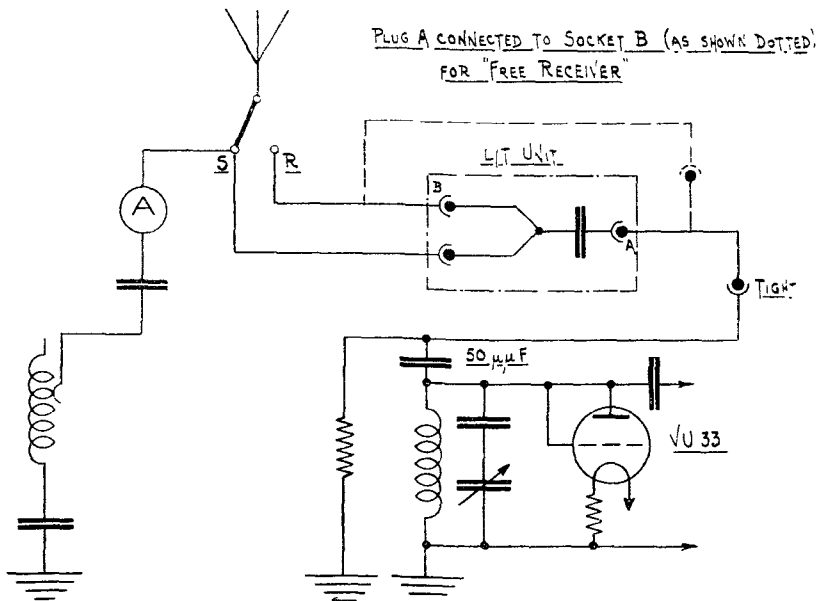 PLUG A CONNECTED TO SOCKET B (AS SHOWN DOTTED)
FOR "FREE RECEIVER"
S
R
L/T UNIT
B
A
A
TIGHT
50 μμF
VU 33